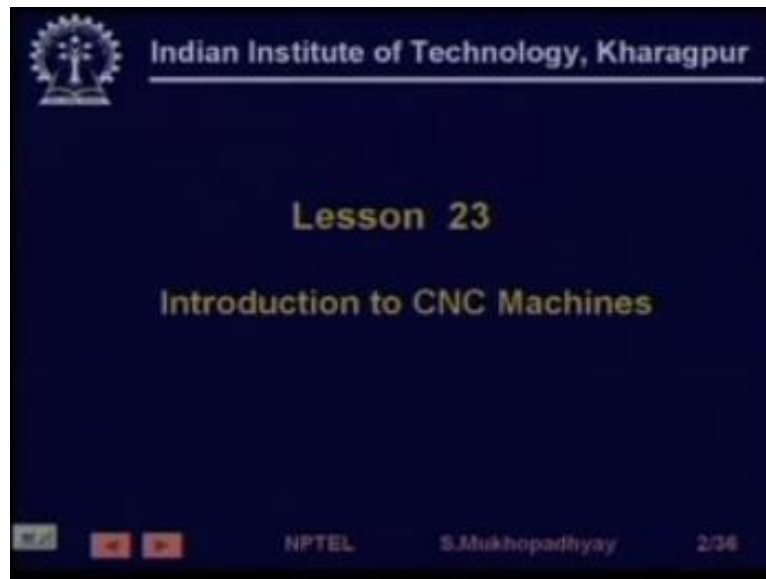 Indian Institute of Technology, Kharagpur
Lesson 23
Introduction to CNC Machines
NPTEL S.Mukhopadhyay 2/36